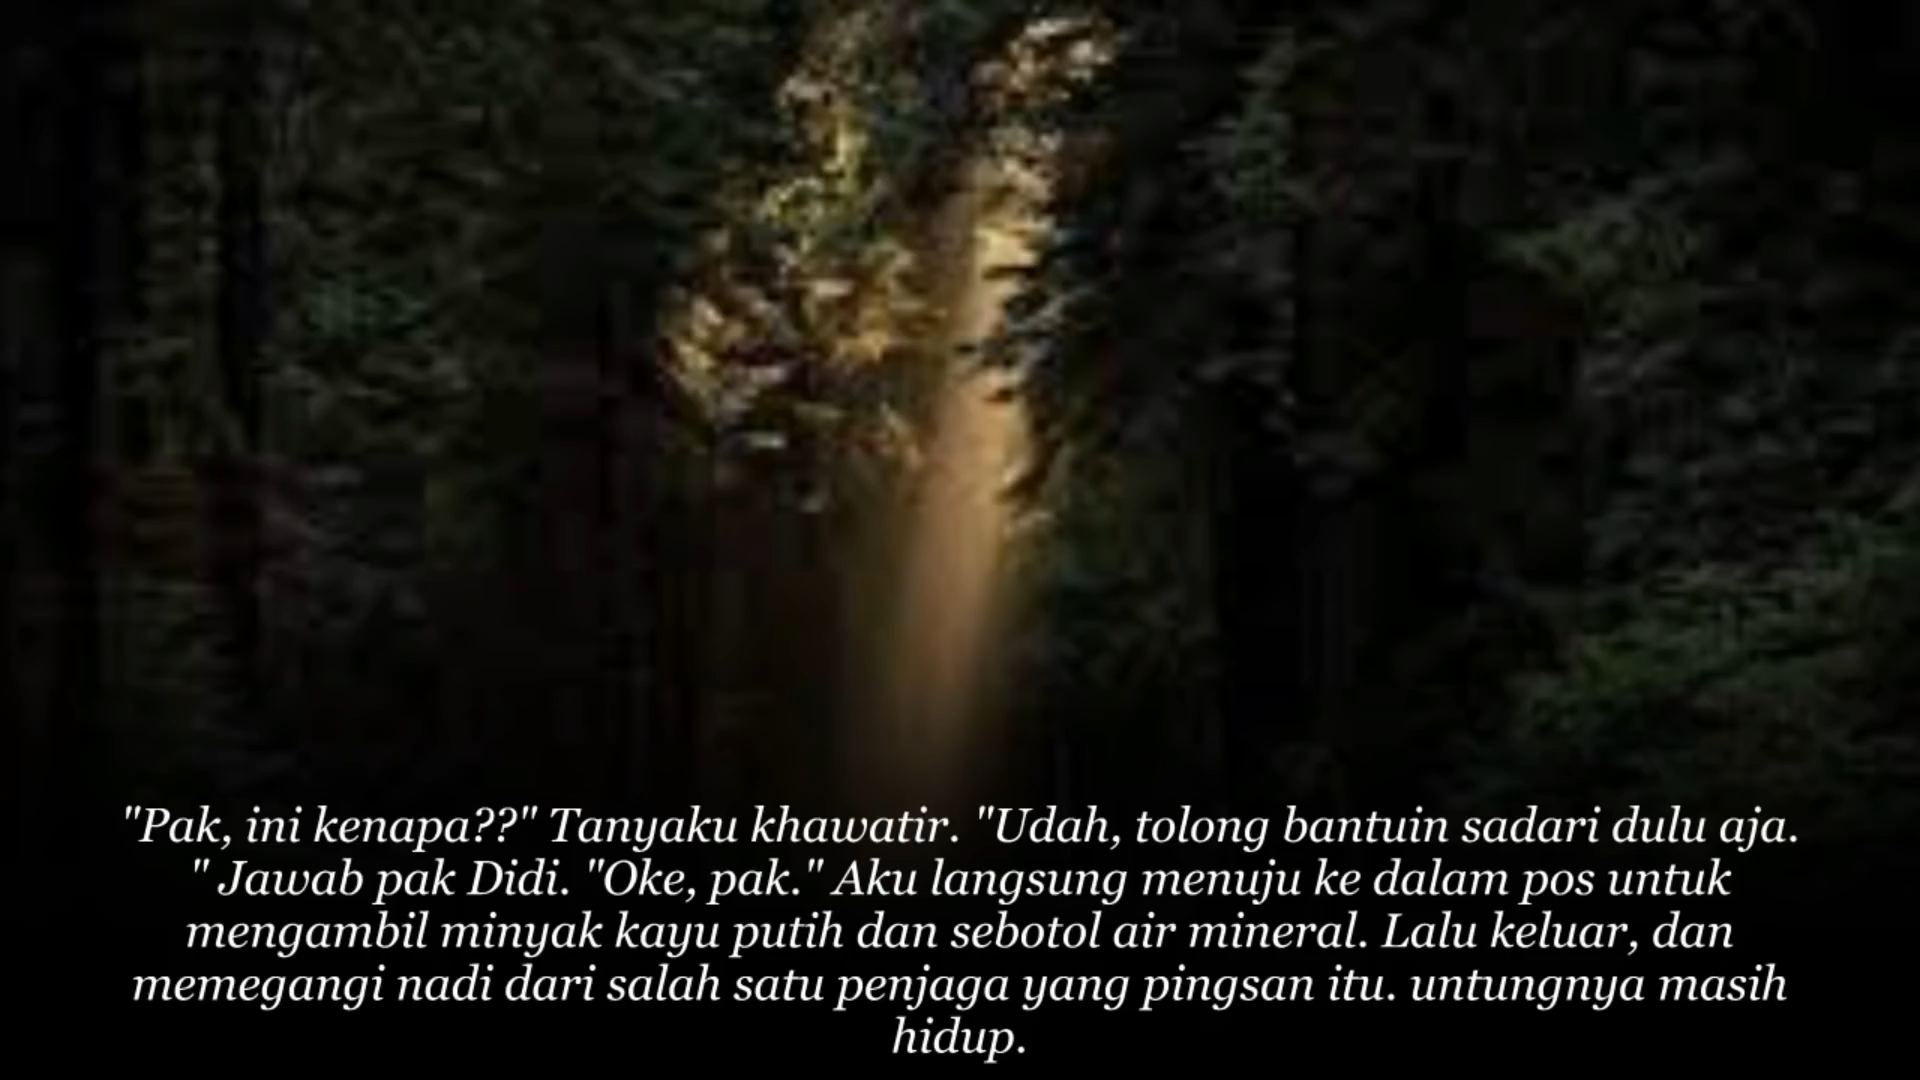 "Pak, ini kenapa??" Tanyaku khawatir. "Udah, tolong bantuin sadari dulu aja.
" Jawab pak Didi. "Oke, pak." Aku langsung menuju ke dalam pos untuk
mengambil minyak kayu putih dan sebotol air mineral. Lalu keluar, dan
memegangi nadi dari salah satu penjaga yang pingsan itu. untungnya masih
hidup.